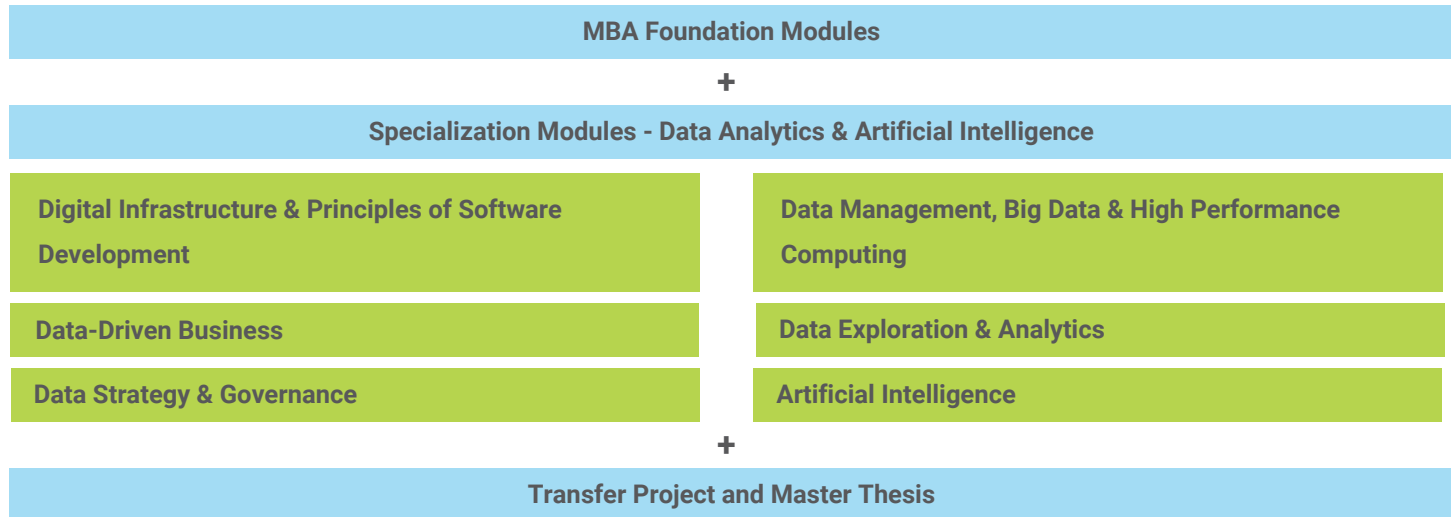 MBA Foundation Modules
+
Specialization Modules - Data Analytics & Artificial Intelligence
Digital Infrastructure & Principles of Software
Development
Data Management, Big Data & High Performance
Computing
Data-Driven Business
Data Exploration & Analytics
Data Strategy & Governance
Artificial Intelligence
+
Transfer Project and Master Thesis